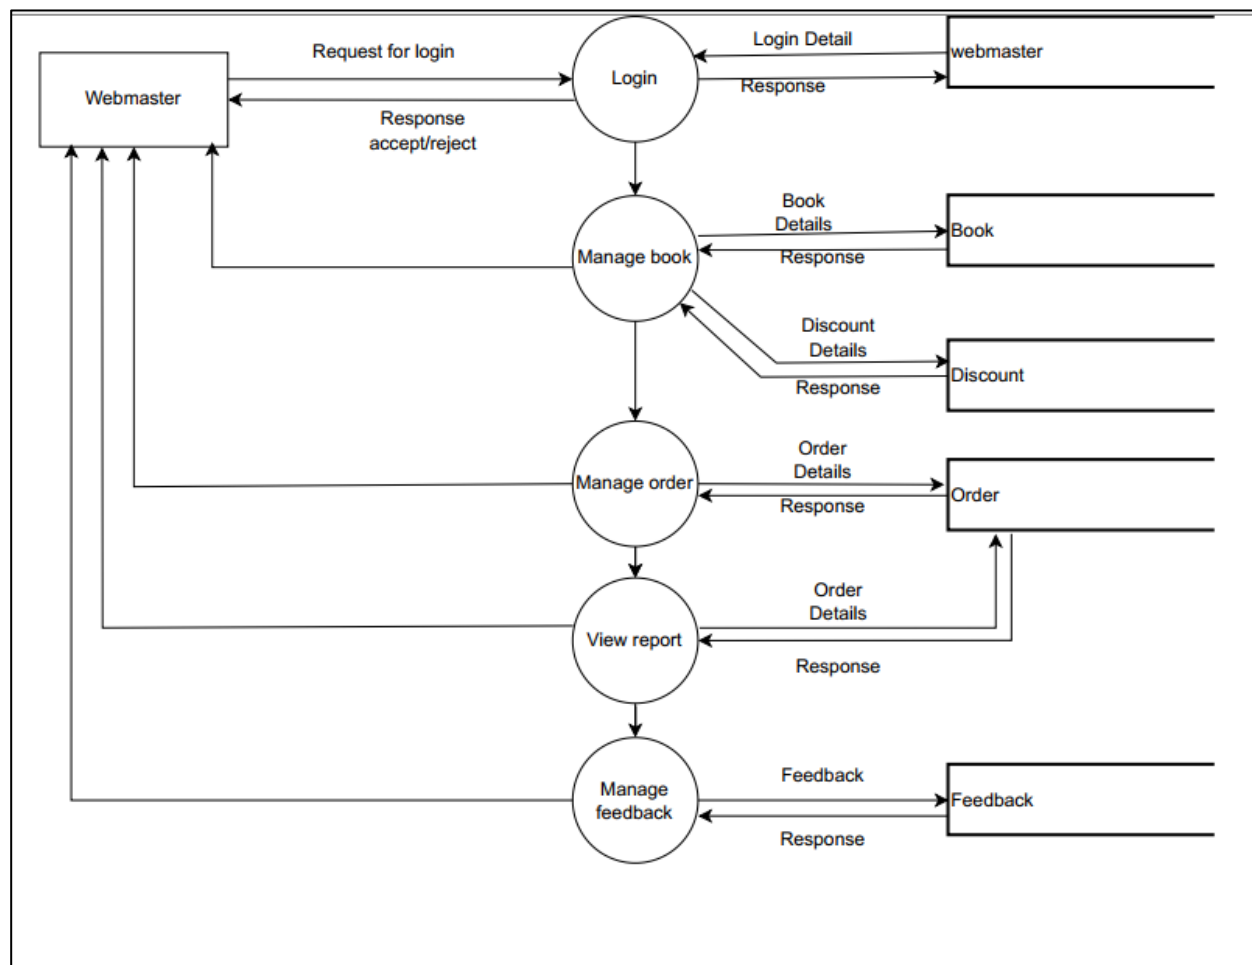 Request for login
Login Detail
webmaster
Webmaster
Login
Response
Response
accept/reject
Book
Details
Book
Manage book
Response
Discount
Details
Discount
Response
Order
Details
Manage order
Order
Response
Order
Details
View report
Response
Feedback
Manage
feedback
Feedback
Response